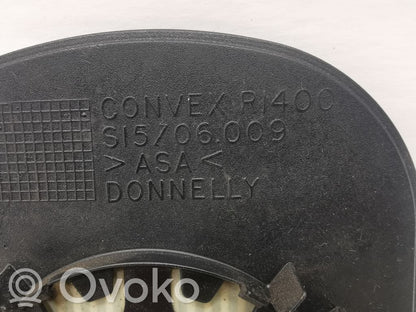 CONVEX R1400
S15/06.009
> ASA <
DONNELLY
Ovoko